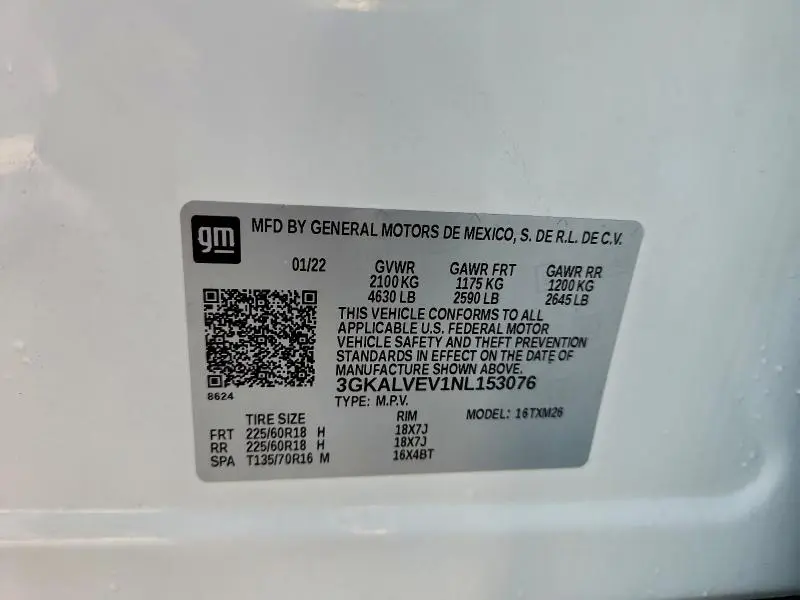 gm MFD BY GENERAL MOTORS DE MEXICO, S. DE R.L. DE C.V.
01/22 GVWR GAWR FRT GAWR RR
2100 KG 1175 KG 1200 KG
4630 LB 2590 LB 2645 LB
THIS VEHICLE CONFORMS TO ALL
APPLICABLE U.S. FEDERAL MOTOR
VEHICLE SAFETY AND THEFT PREVENTION
STANDARDS IN EFFECT ON THE DATE OF
MANUFACTURE SHOWN ABOVE.
3GKALVEV1NL153076
8624
TYPE: M.P.V. MODEL: 16TXM26
TIRE SIZE RIM
FRT 225/60R18 H 18X7J
RR 225/60R18 H 18X7J
SPA T135/70R16 M 16X4BT